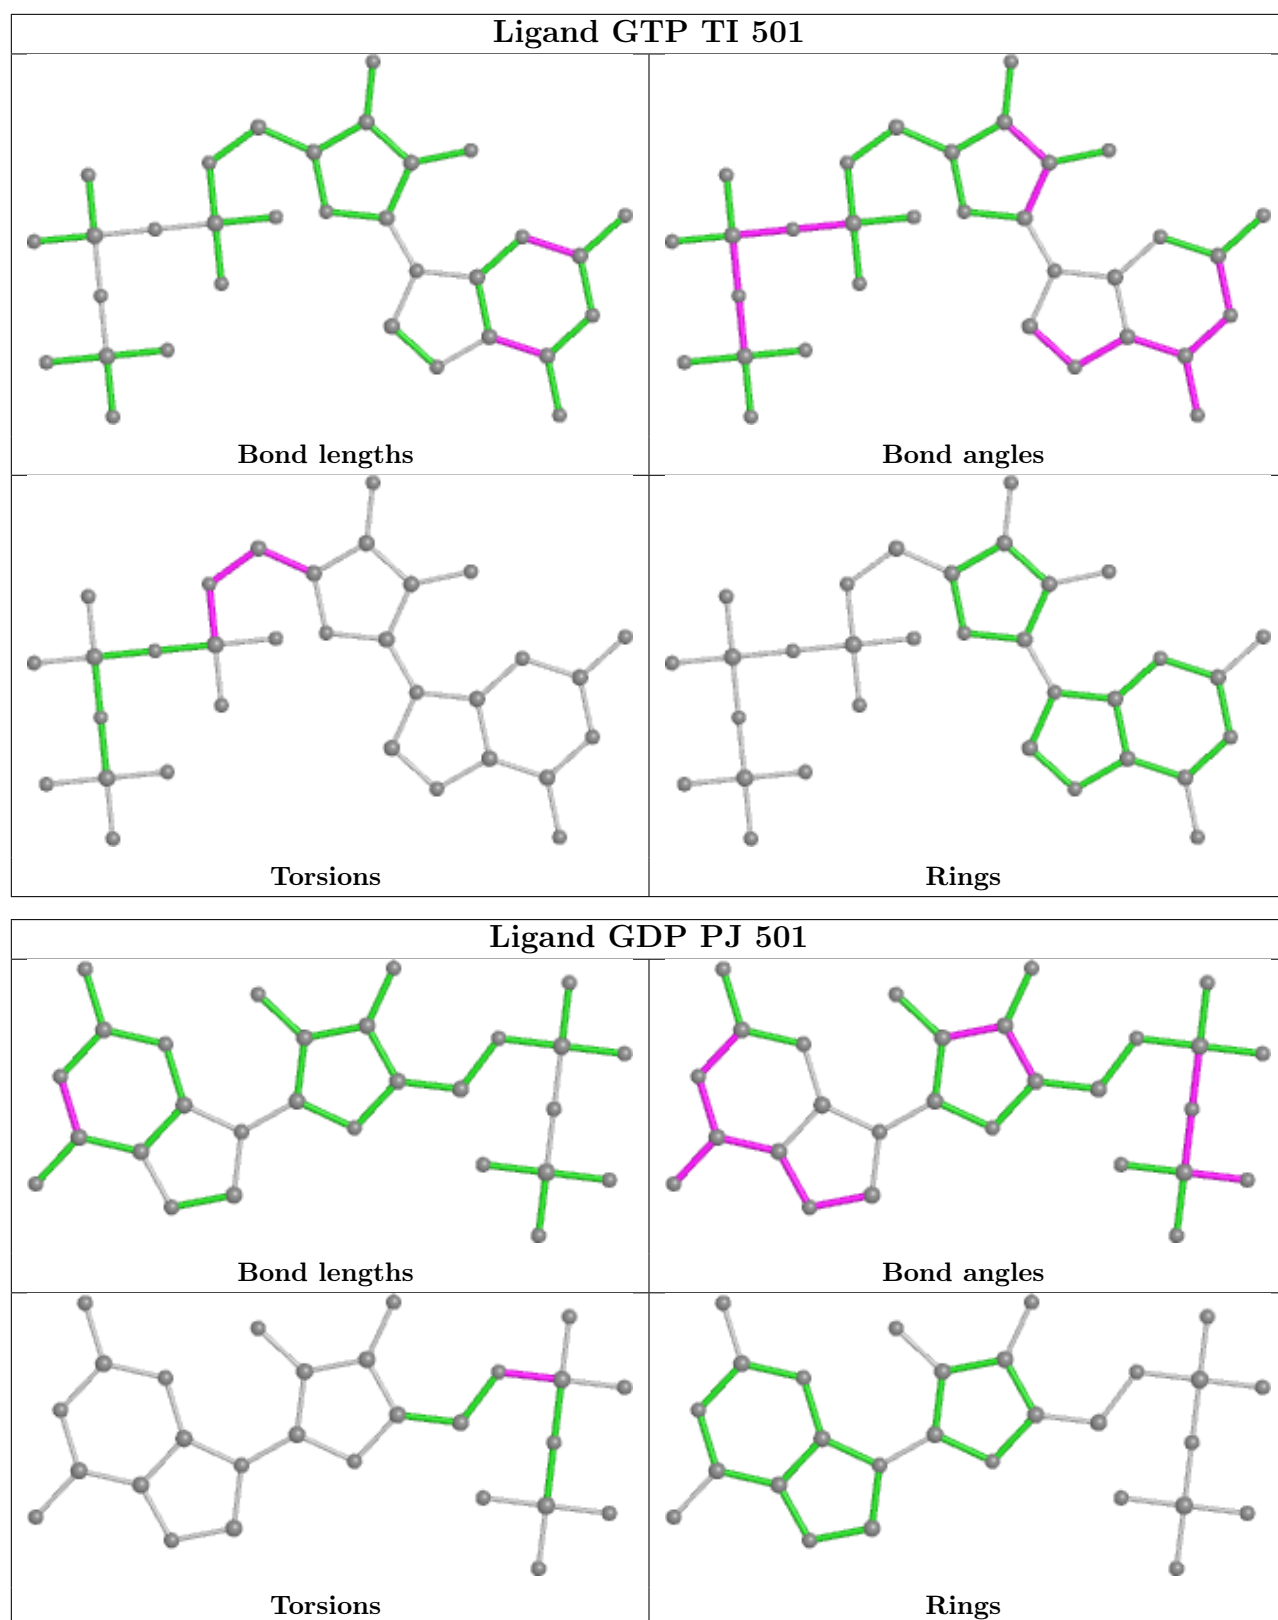 Ligand GTP TI 501
Bond lengths
Bond angles
Torsions
Rings
Ligand GDP PJ 501
Bond lengths
Bond angles
Torsions
Rings